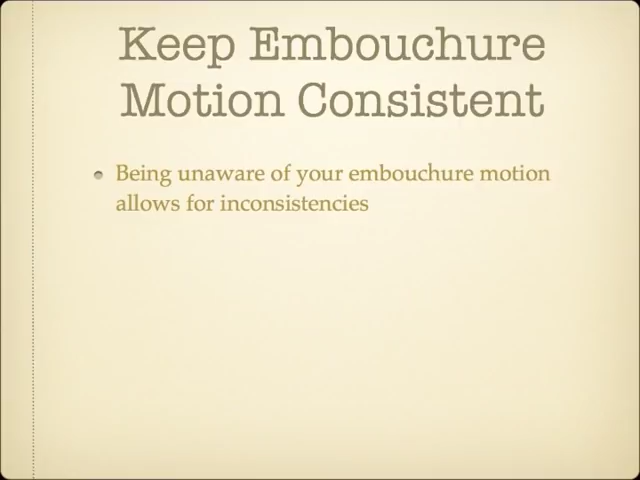 Keep Embouchure
Motion Consistent
Being unaware of your embouchure motion
allows for inconsistencies